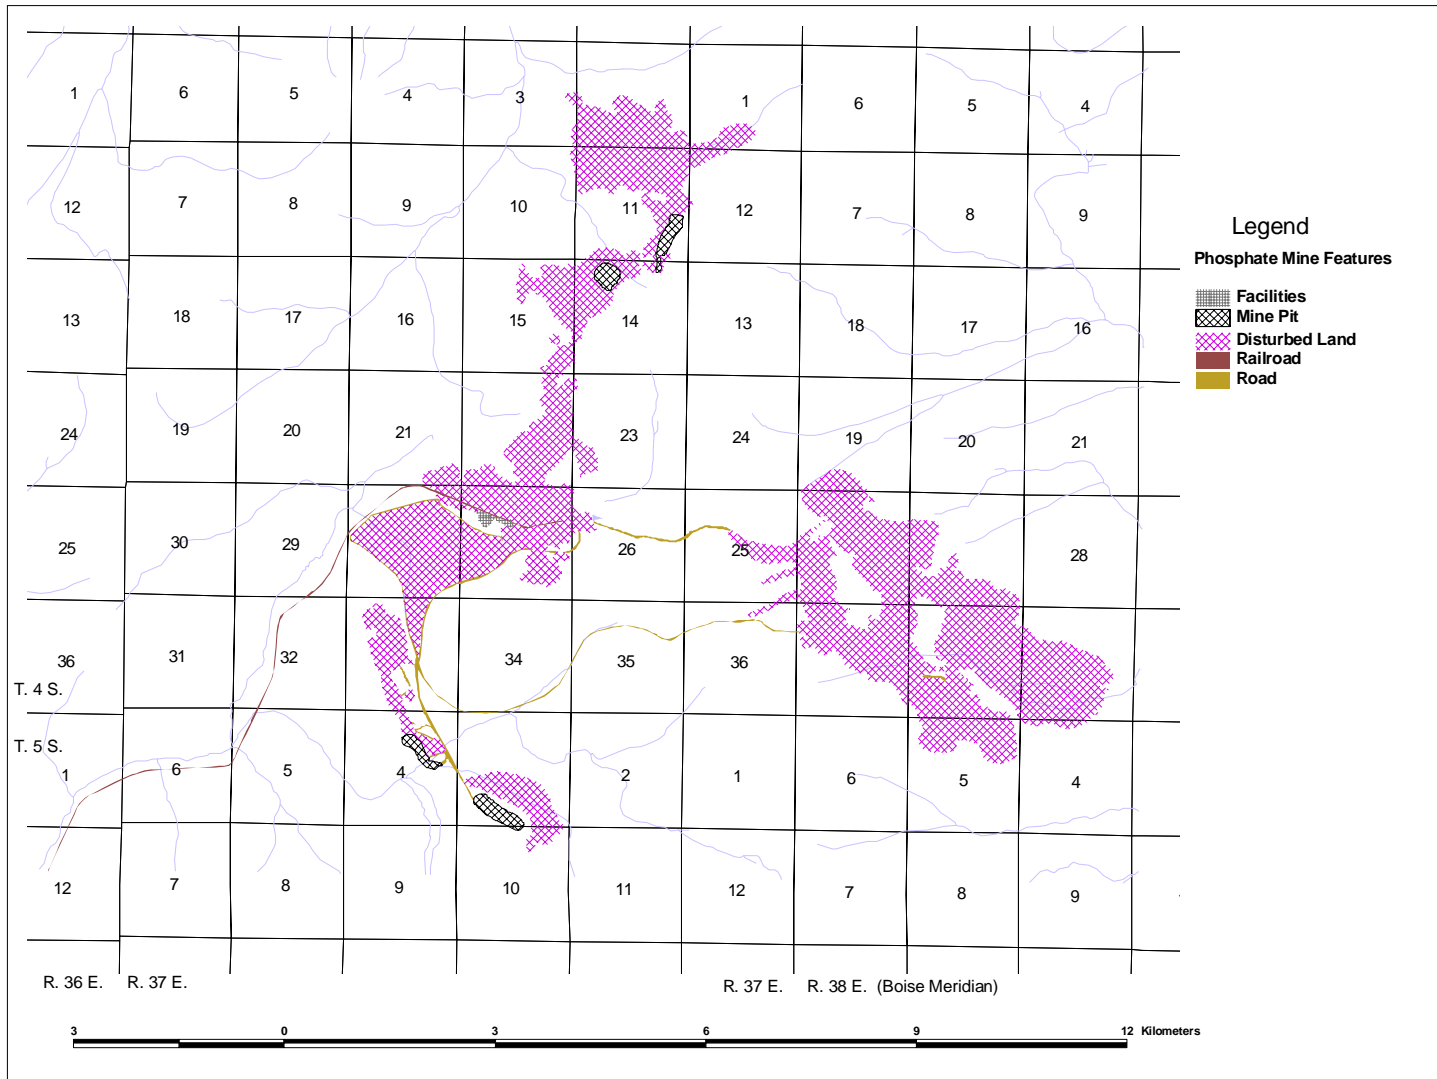 1 6 5 4 3 1 6 5 4
12 7 8 9 10 11 12 7 8 9
Legend
Phosphate Mine Features
Facilities
Mine Pit
Disturbed Land
Railroad
Road
13 18 17 16 15 14 13 18 17 16
24 19 20 21 23 24 19 20 21
25 30 29 26 25 28
36 31 32 34 35 36
T. 4 S.
T. 5 S.
1 6 5 4 2 1 6 5 4
12 7 8 9 10 11 12 7 8 9
R. 36 E. R. 37 E. R. 37 E. R. 38 E. (Boise Meridian)
3 0 3 6 9 12 Kilometers